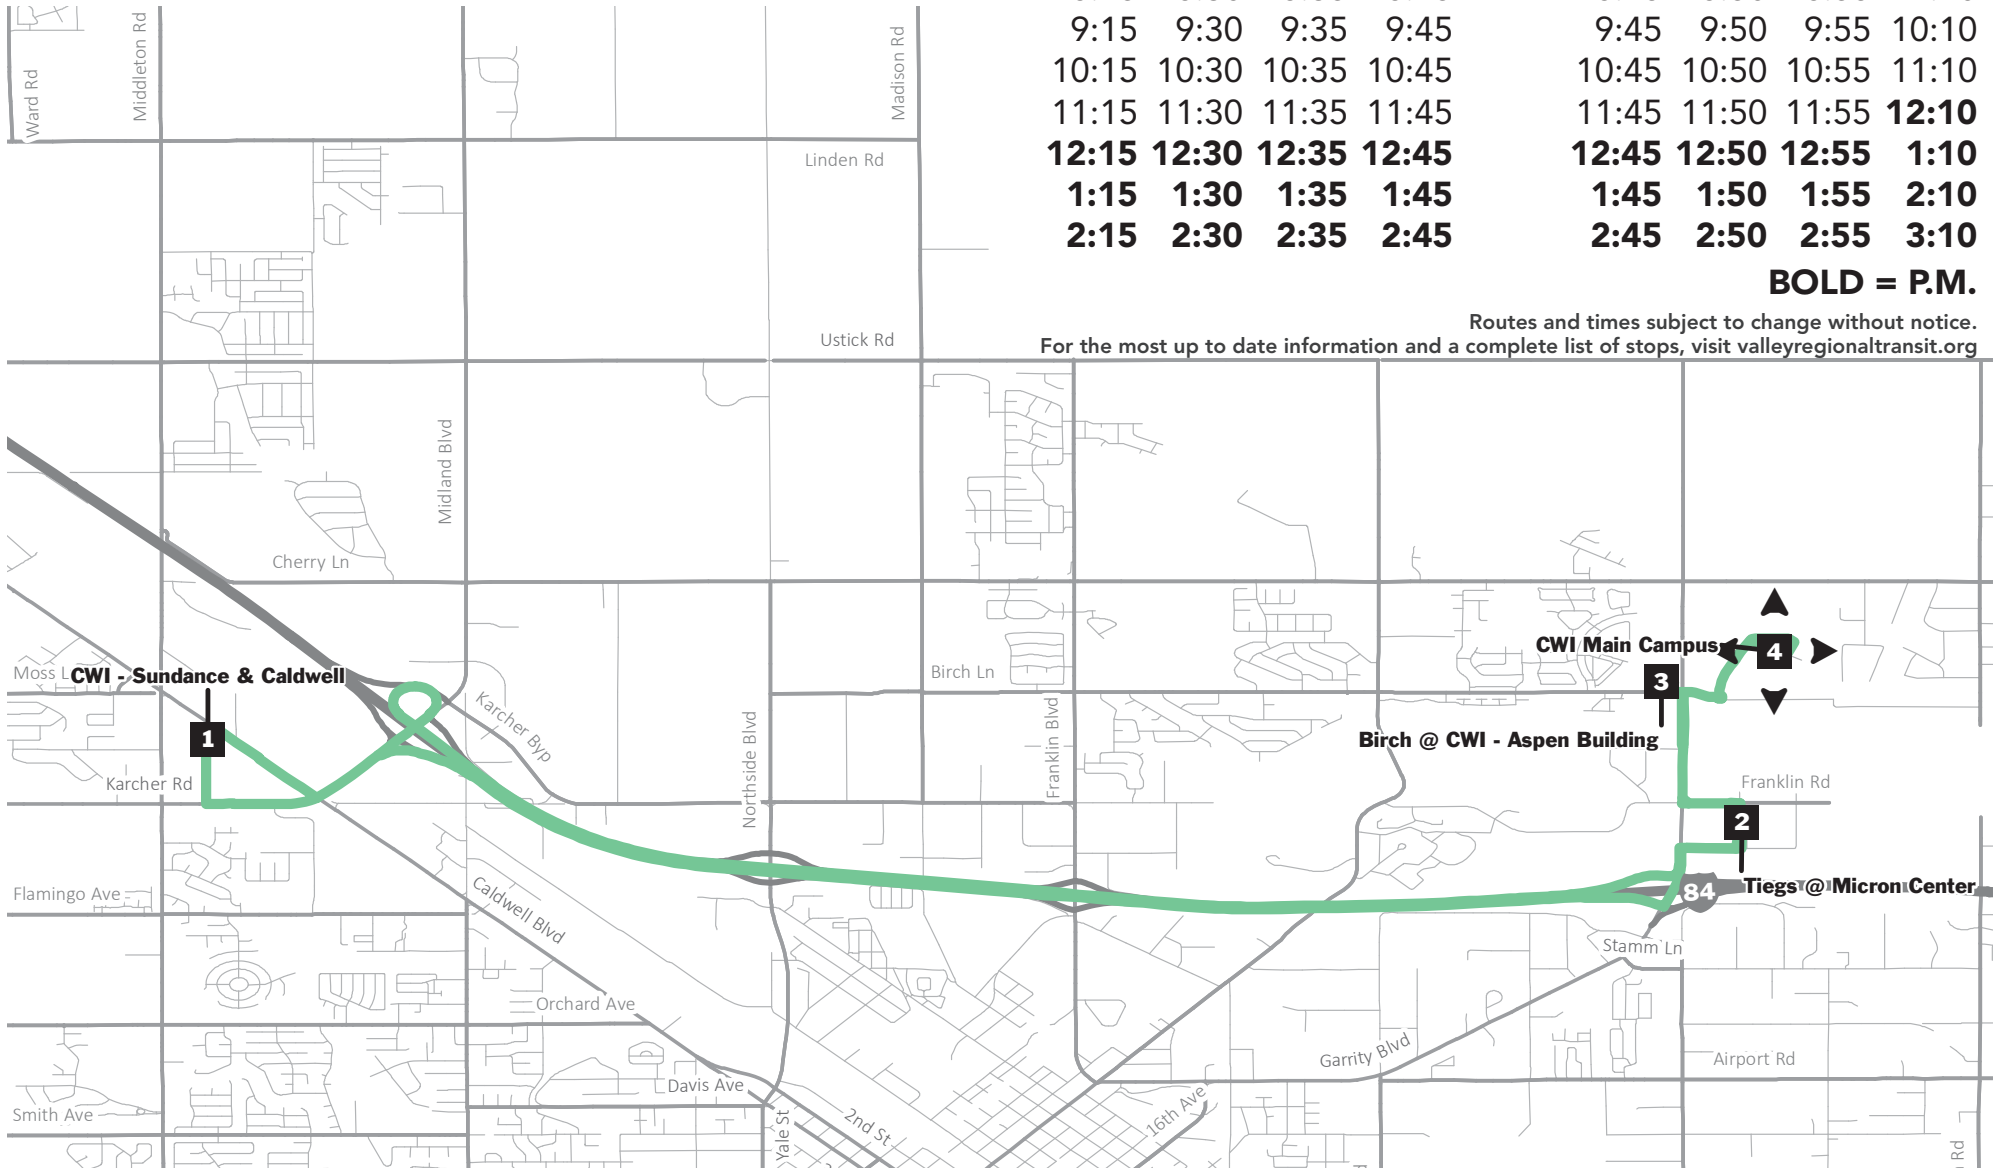 9:15 9:30 9:35 9:45 9:45 9:50 9:55 10:10
10:15 10:30 10:35 10:45 10:45 10:50 10:55 11:10
11:15 11:30 11:35 11:45 11:45 11:50 11:55 12:10
12:15 12:30 12:35 12:45 12:45 12:50 12:55 1:10
1:15 1:30 1:35 1:45 1:45 1:50 1:55 2:10
2:15 2:30 2:35 2:45 2:45 2:50 2:55 3:10
BOLD = P.M.
Routes and times subject to change without notice.
For the most up to date information and a complete list of stops, visit valleyregionaltransit.org
Ward Rd
Middleton Rd
Madison Rd
Linden Rd
Ustick Rd
Midland Blvd
Cherry Ln
Moss
CWI - Sundance & Caldwell
1
Karcher Rd
Karcher Byp
Birch Ln
Northside Blvd
Franklin Blvd
CWI Main Campus
4
3
Birch @ CWI - Aspen Building
Franklin Rd
2
Tiegs @ Micron Center
84
Stamm Ln
Flamingo Ave
Caldwell Blvd
Orchard Ave
Davis Ave
Smith Ave
Yale St
2nd St
16th Ave
Garrity Blvd
Airport Rd
Rd